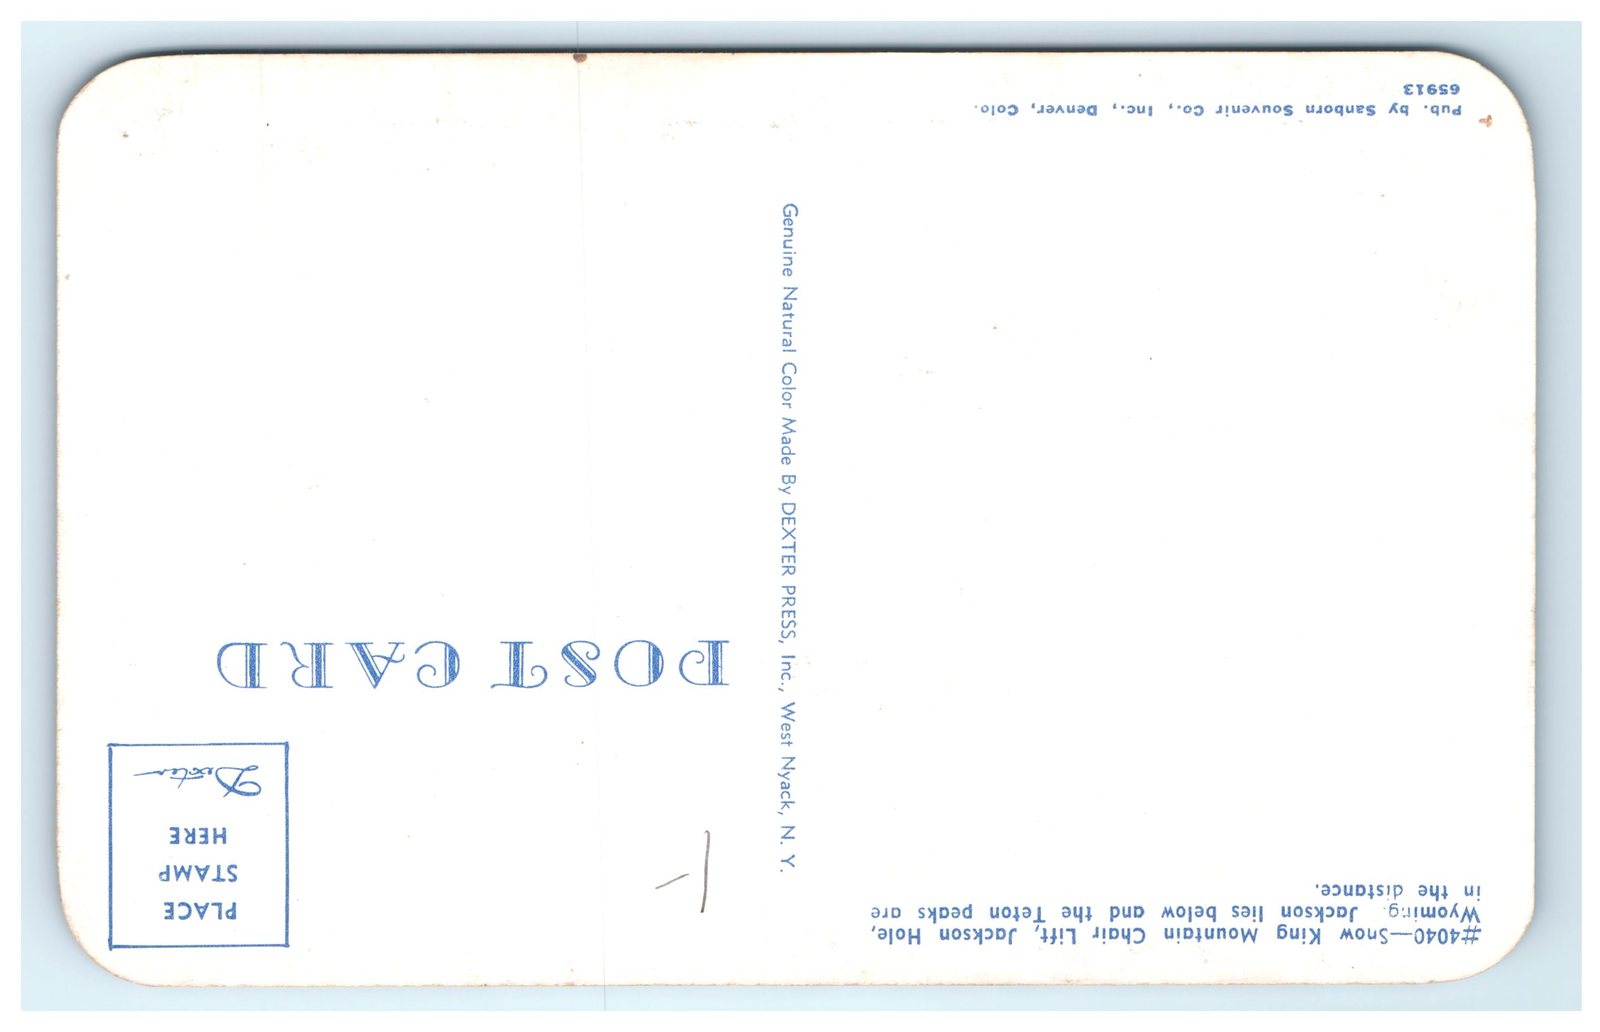 #4040—Snow King Mountain Chair Lift, Jackson Hole,
Wyoming. Jackson lies below and the Teton peaks are
in the distance.
Pub. by Sanborn Souvenir Co., Inc., Denver, Colo.
65913
Genuine Natural Color Made By DEXTER PRESS, Inc., West Nyack, N. Y.
POST CARD
PLACE
STAMP
HERE
Dexter
1-